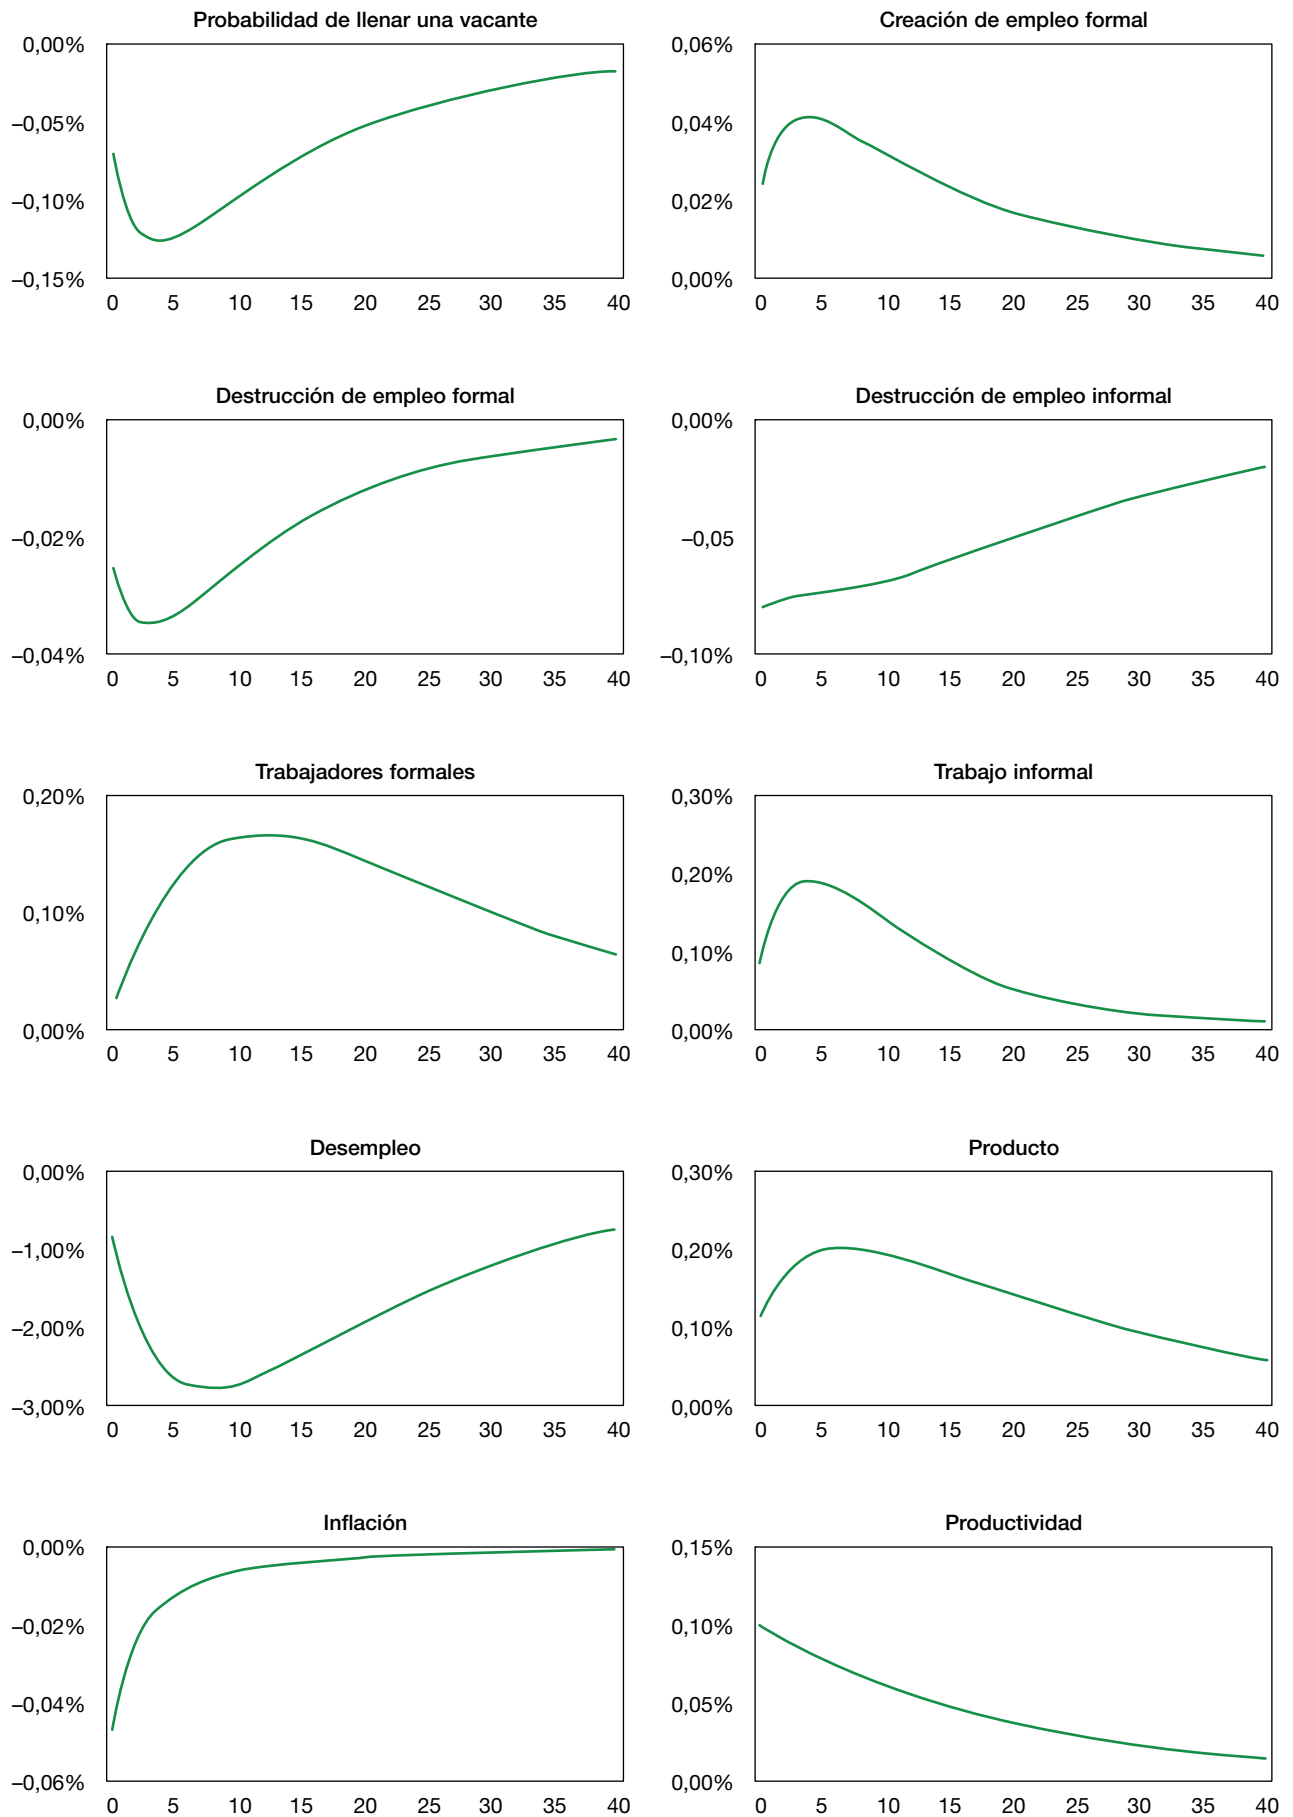 Probabilidad de llenar una vacante
0,00%
−0,05%
−0,10%
−0,15%
0 5 10 15 20 25 30 35 40
Creación de empleo formal
0,06%
0,04%
0,02%
0,00%
0 5 10 15 20 25 30 35 40
Destrucción de empleo formal
0,00%
−0,02%
−0,04%
0 5 10 15 20 25 30 35 40
Destrucción de empleo informal
0,00%
−0,05
−0,10%
0 5 10 15 20 25 30 35 40
Trabajadores formales
0,20%
0,10%
0,00%
0 5 10 15 20 25 30 35 40
Trabajo informal
0,30%
0,20%
0,10%
0,00%
0 5 10 15 20 25 30 35 40
Desempleo
0,00%
−1,00%
−2,00%
−3,00%
0 5 10 15 20 25 30 35 40
Producto
0,30%
0,20%
0,10%
0,00%
0 5 10 15 20 25 30 35 40
Inflación
0,00%
−0,02%
−0,04%
−0,06%
0 5 10 15 20 25 30 35 40
Productividad
0,15%
0,10%
0,05%
0,00%
0 5 10 15 20 25 30 35 40